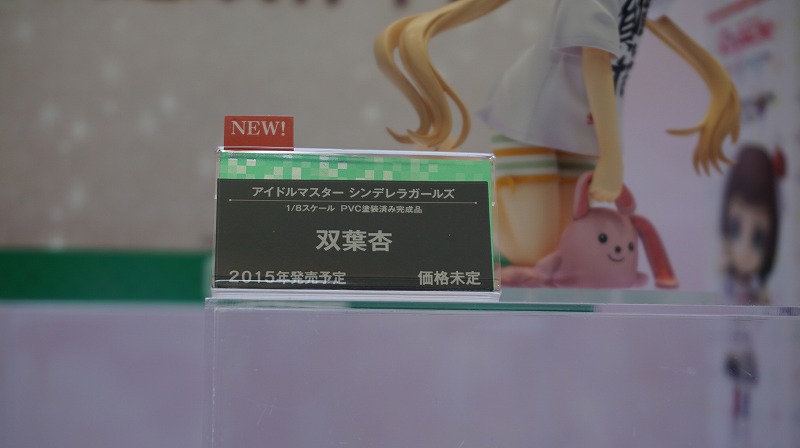 NEW!
アイドルマスター シンデレラガールズ
1/8スケール PVC塗装済み完成品
双葉杏
2015年発売予定 価格未定